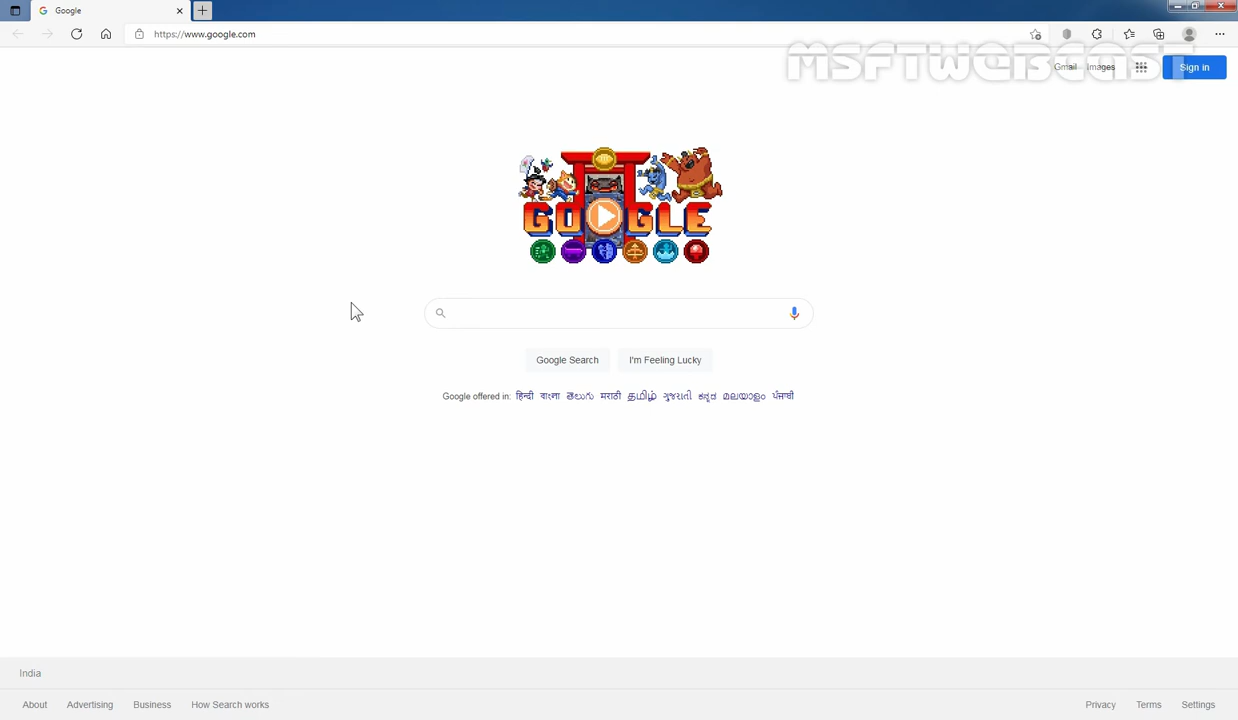 Google
https://www.google.com
MSFTWEBCAST
Gmail Images Sign in
GOOGLE
Google Search I'm Feeling Lucky
Google offered in: हिन्दी বাংলা తెలుగు मराठी தமிழ் ગુજરાતી ಕನ್ನಡ മലയാളം ਪੰਜਾਬੀ
India
About Advertising Business How Search works Privacy Terms Settings